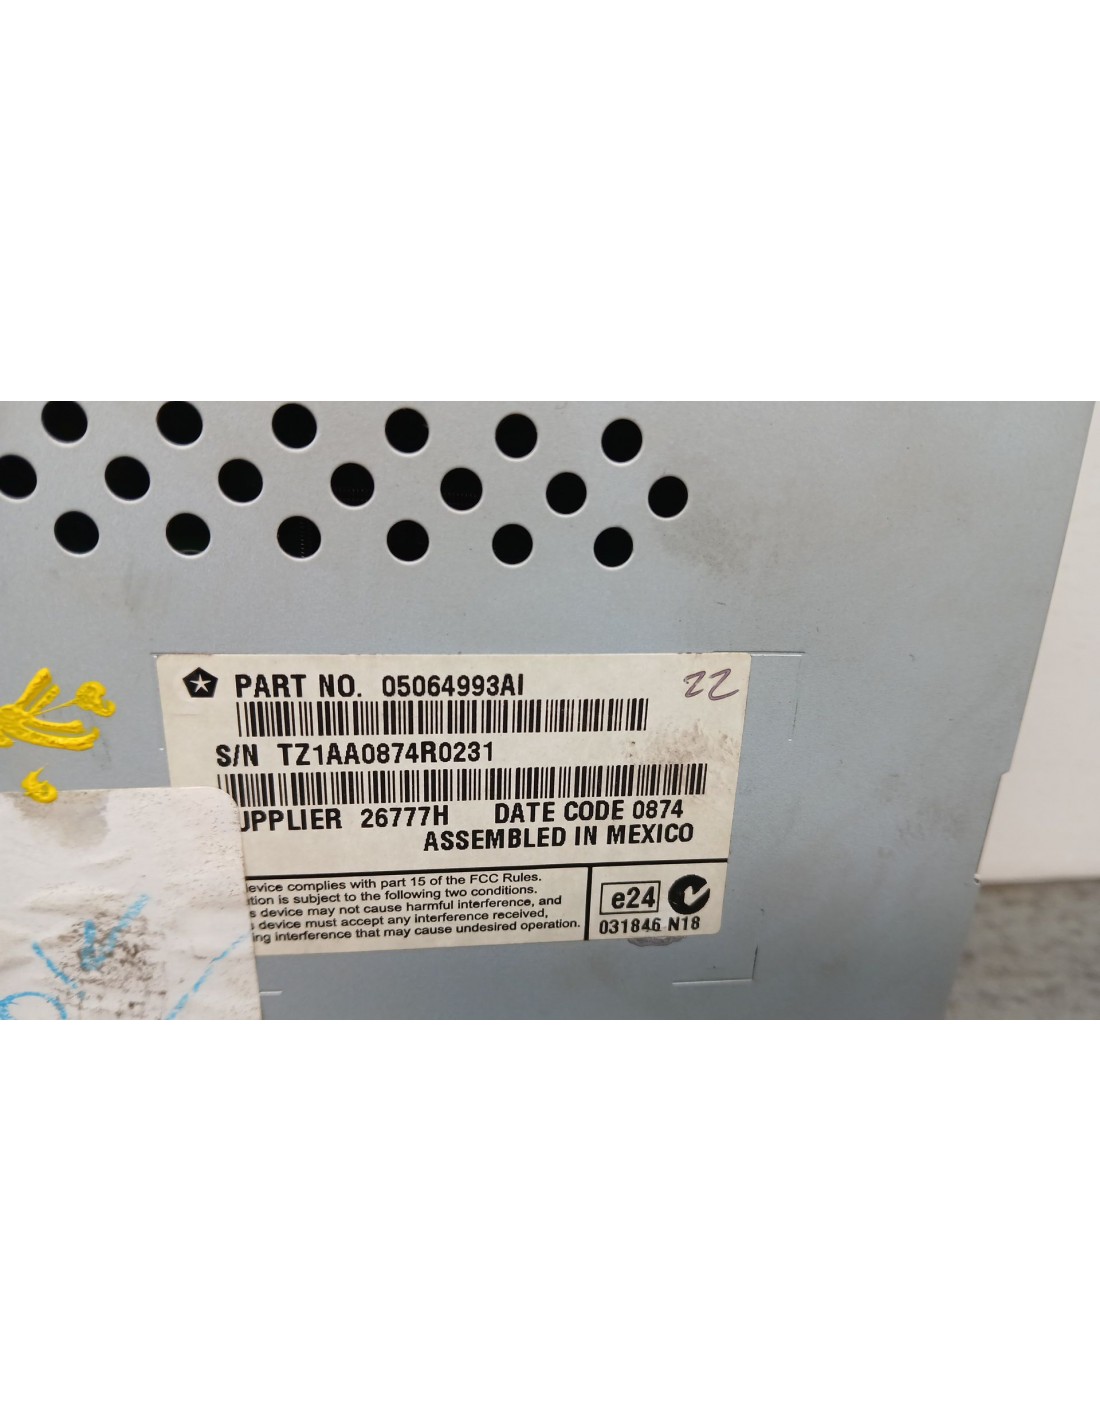 PART NO. 05064993AI
22
S/N TZ1AA0874R0231
UPPLIER 26777H DATE CODE 0874
ASSEMBLED IN MEXICO
evice complies with part 15 of the FCC Rules.
tion is subject to the following two conditions.
s device may not cause harmful interference, and
s device must accept any interference received,
ing interference that may cause undesired operation.
e24
031846 N18